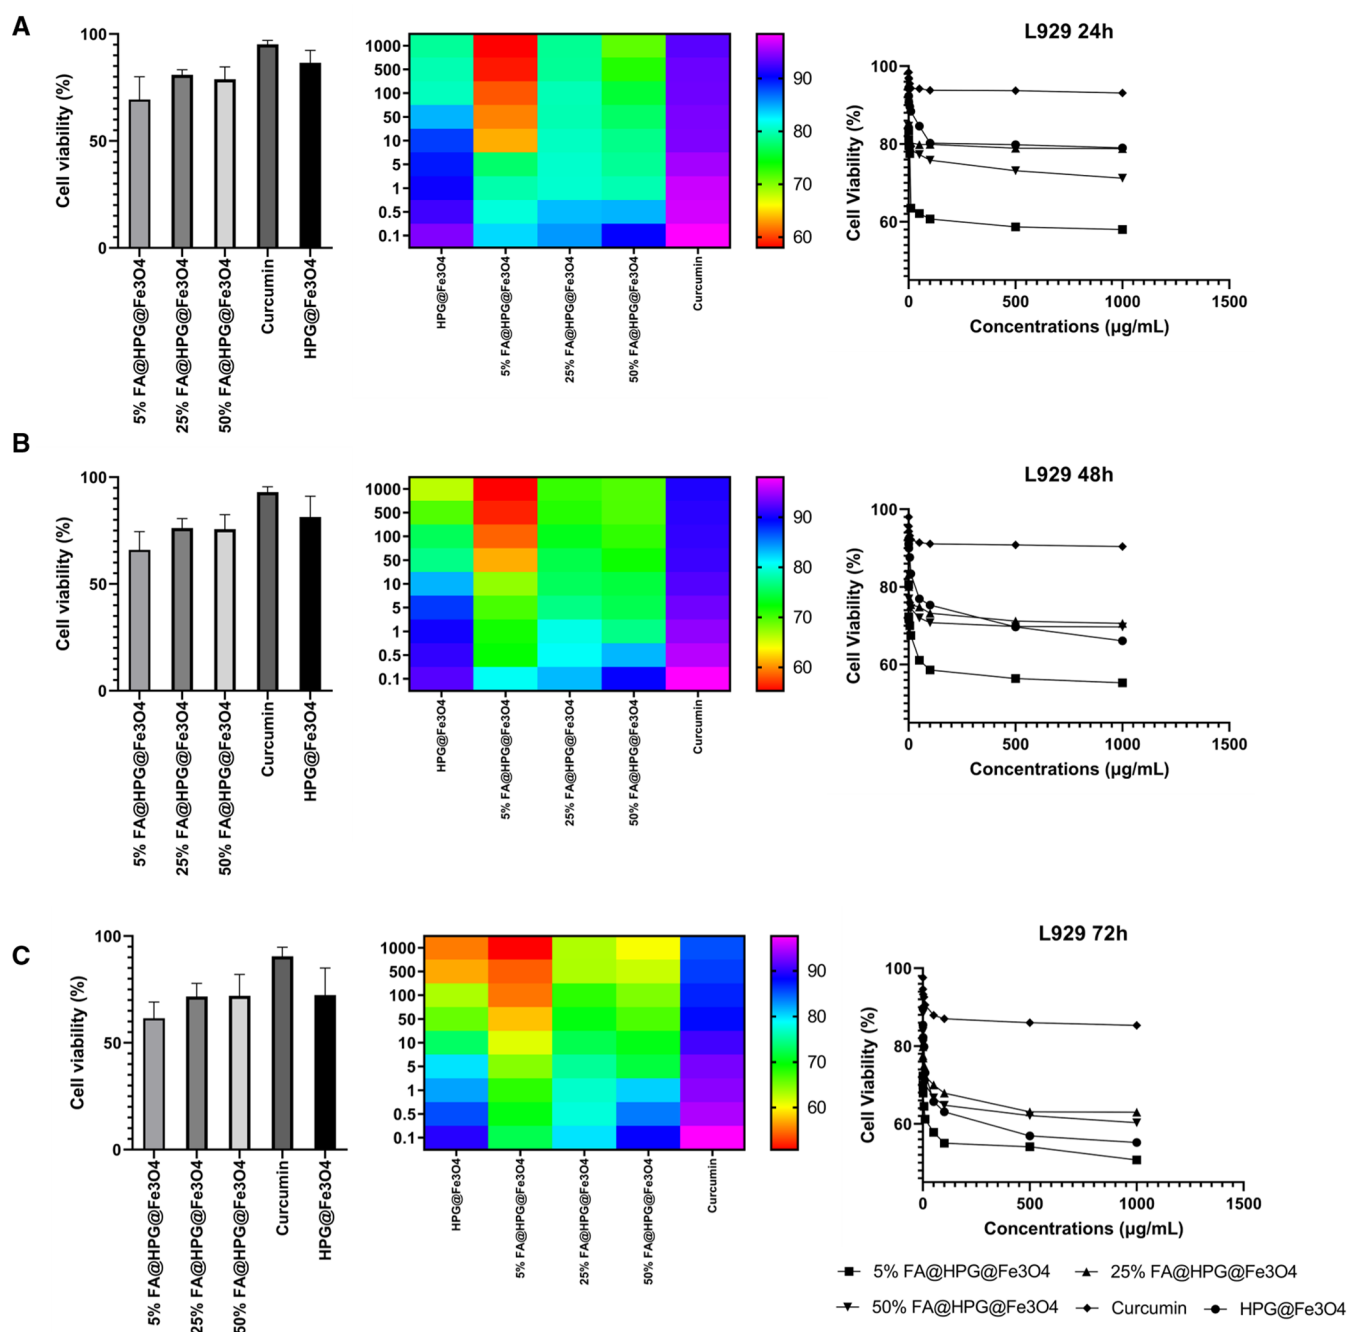 A
Cell viability (%)
100
50
0
5% FA@HPG@Fe3O4
25% FA@HPG@Fe3O4
50% FA@HPG@Fe3O4
Curcumin
HPG@Fe3O4
1000
500
100
50
10
5
1
0.5
0.1
HPG@Fe3O4
5% FA@HPG@Fe3O4
25% FA@HPG@Fe3O4
50% FA@HPG@Fe3O4
Curcumin
90
80
70
60
L929 24h
Cell Viability (%)
100
80
60
0 500 1000 1500
Concentrations (µg/mL)
B
Cell viability (%)
100
50
0
5% FA@HPG@Fe3O4
25% FA@HPG@Fe3O4
50% FA@HPG@Fe3O4
Curcumin
HPG@Fe3O4
1000
500
100
50
10
5
1
0.5
0.1
HPG@Fe3O4
5% FA@HPG@Fe3O4
25% FA@HPG@Fe3O4
50% FA@HPG@Fe3O4
Curcumin
90
80
70
60
L929 48h
Cell Viability (%)
100
80
60
0 500 1000 1500
Concentrations (µg/mL)
C
Cell viability (%)
100
50
0
5% FA@HPG@Fe3O4
25% FA@HPG@Fe3O4
50% FA@HPG@Fe3O4
Curcumin
HPG@Fe3O4
1000
500
100
50
10
5
1
0.5
0.1
HPG@Fe3O4
5% FA@HPG@Fe3O4
25% FA@HPG@Fe3O4
50% FA@HPG@Fe3O4
Curcumin
90
80
70
60
L929 72h
Cell Viability (%)
100
80
60
0 500 1000 1500
Concentrations (µg/mL)
5% FA@HPG@Fe3O4 25% FA@HPG@Fe3O4
50% FA@HPG@Fe3O4 Curcumin HPG@Fe3O4